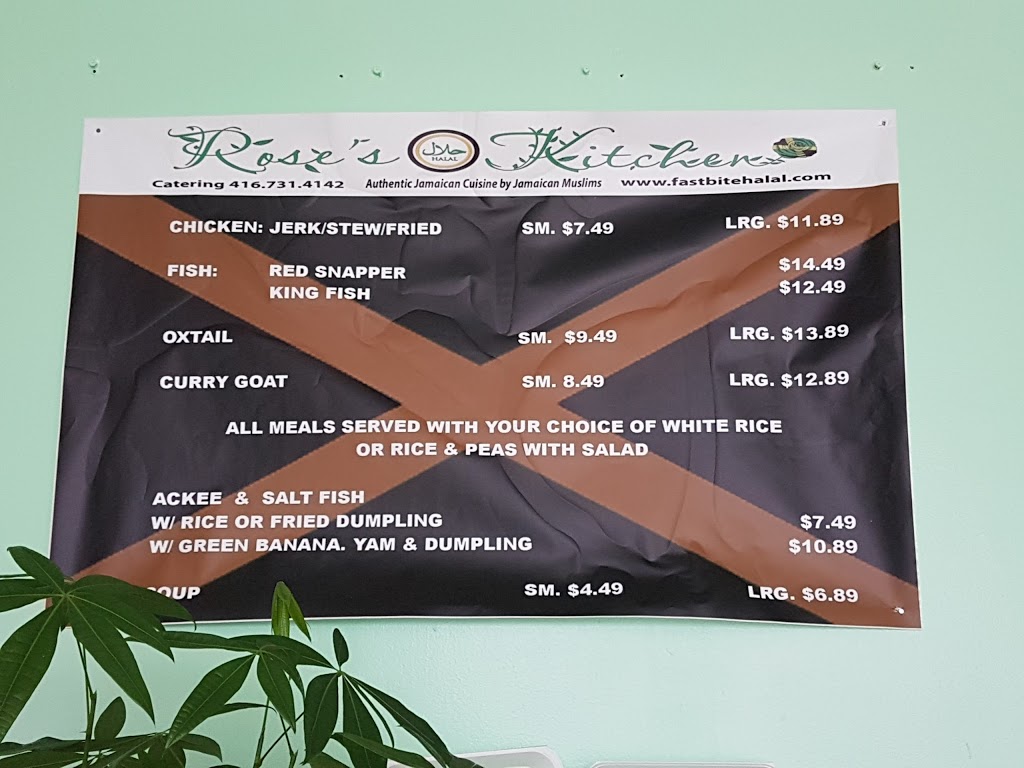 Rose's حلال HALAL Kitchen
Catering 416.731.4142 Authentic Jamaican Cuisine by Jamaican Muslims www.fastbitehalal.com
CHICKEN: JERK/STEW/FRIED SM. $7.49 LRG. $11.89
FISH: RED SNAPPER $14.49
KING FISH $12.49
OXTAIL SM. $9.49 LRG. $13.89
CURRY GOAT SM. 8.49 LRG. $12.89
ALL MEALS SERVED WITH YOUR CHOICE OF WHITE RICE
OR RICE & PEAS WITH SALAD
ACKEE & SALT FISH
W/ RICE OR FRIED DUMPLING $7.49
W/ GREEN BANANA. YAM & DUMPLING $10.89
SOUP SM. $4.49 LRG. $6.89